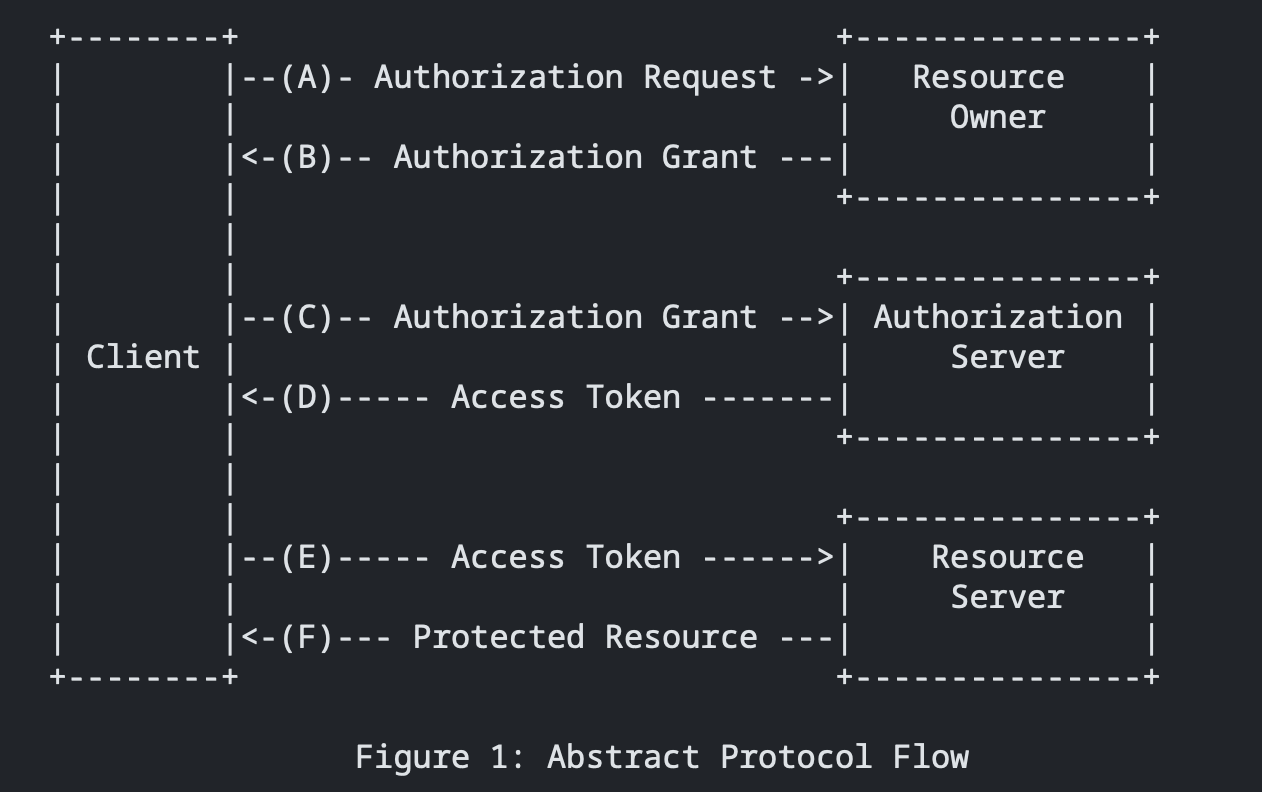 +--------+                               +---------------+
|        |--(A)- Authorization Request ->|   Resource    |
|        |                               |     Owner     |
|        |<-(B)-- Authorization Grant ---|               |
|        |                               +---------------+
|        |
|        |                               +---------------+
|        |--(C)-- Authorization Grant -->| Authorization |
| Client |                               |     Server    |
|        |<-(D)----- Access Token -------|               |
|        |                               +---------------+
|        |
|        |                               +---------------+
|        |--(E)----- Access Token ------>|    Resource   |
|        |                               |     Server    |
|        |<-(F)--- Protected Resource ---|               |
+--------+                               +---------------+
Figure 1: Abstract Protocol Flow